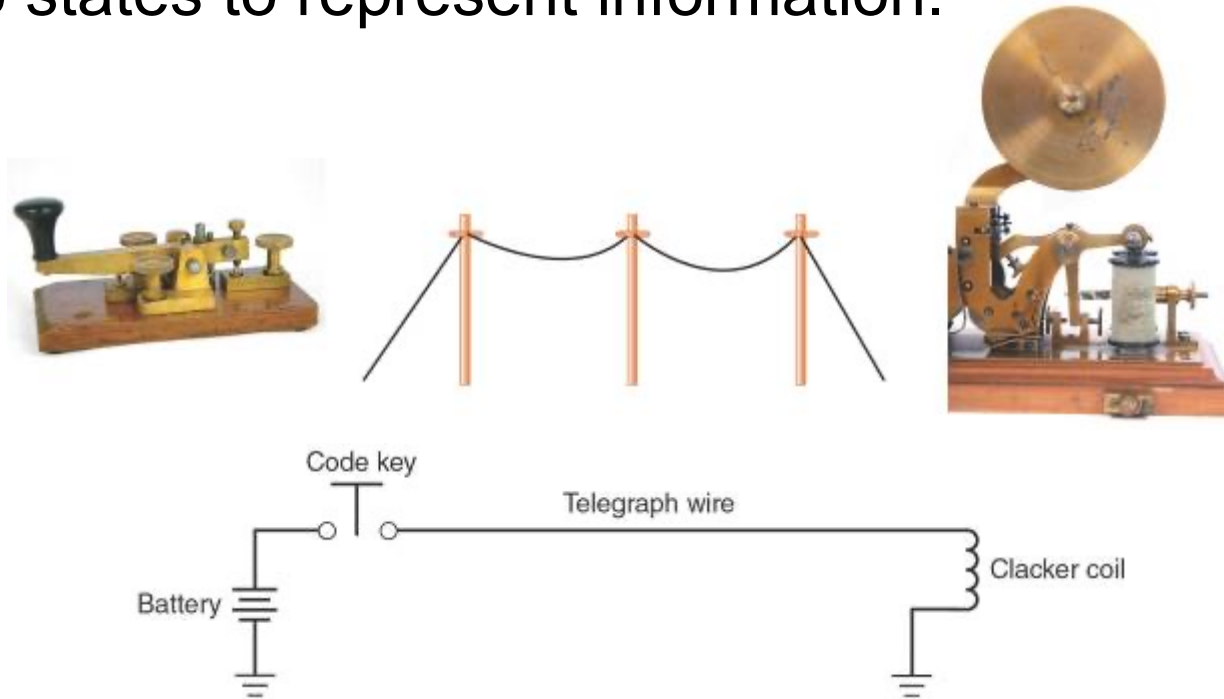 states to represent information.
Code key
Telegraph wire
Clacker coil
Battery